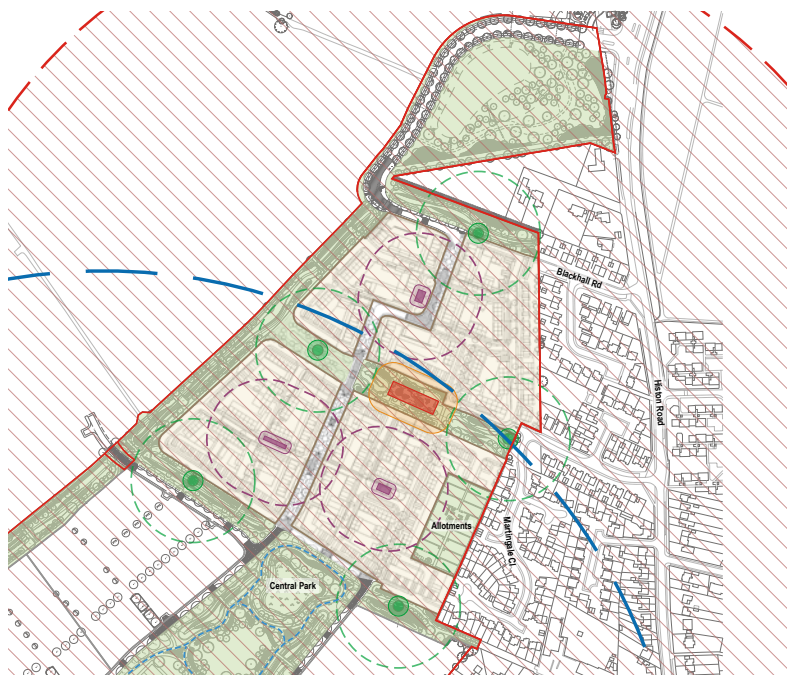 Blackhall Rd
Histon Road
Allotments
Martingale Cl
Central Park